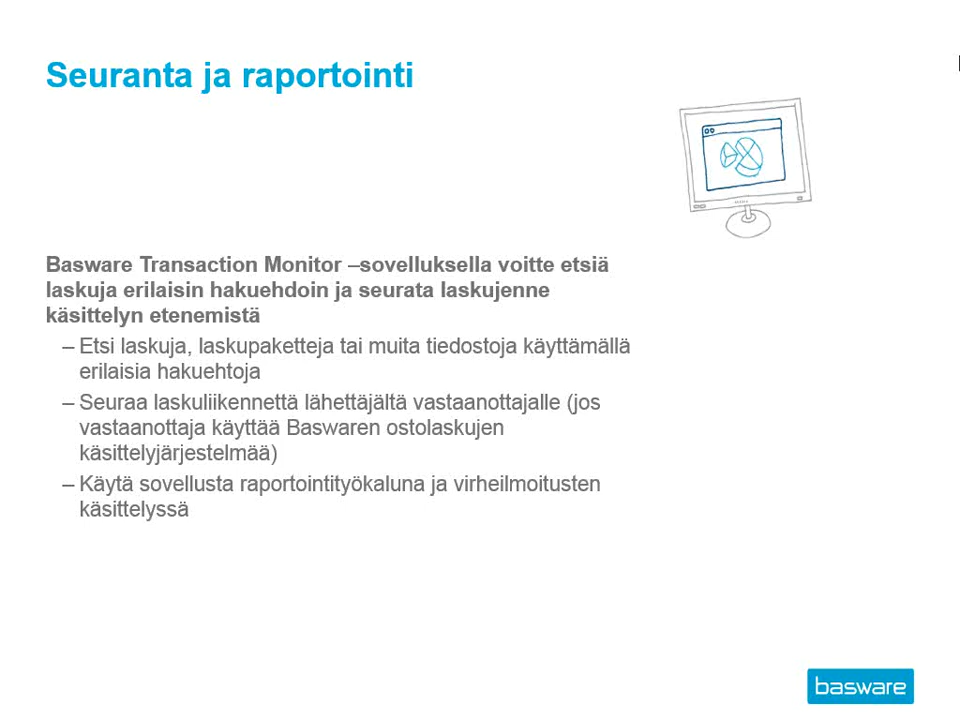 Seuranta ja raportointi
Basware Transaction Monitor –sovelluksella voitte etsiä
laskuja erilaisin hakuehdoin ja seurata laskujenne
käsittelyn etenemistä
– Etsi laskuja, laskupaketteja tai muita tiedostoja käyttämällä
erilaisia hakuehtoja
– Seuraa laskuliikennettä lähettäjältä vastaanottajalle (jos
vastaanottaja käyttää Baswaren ostolaskujen
käsittelyjärjestelmää)
– Käytä sovellusta raportointityökaluna ja virheilmoitusten
käsittelyssä
basware